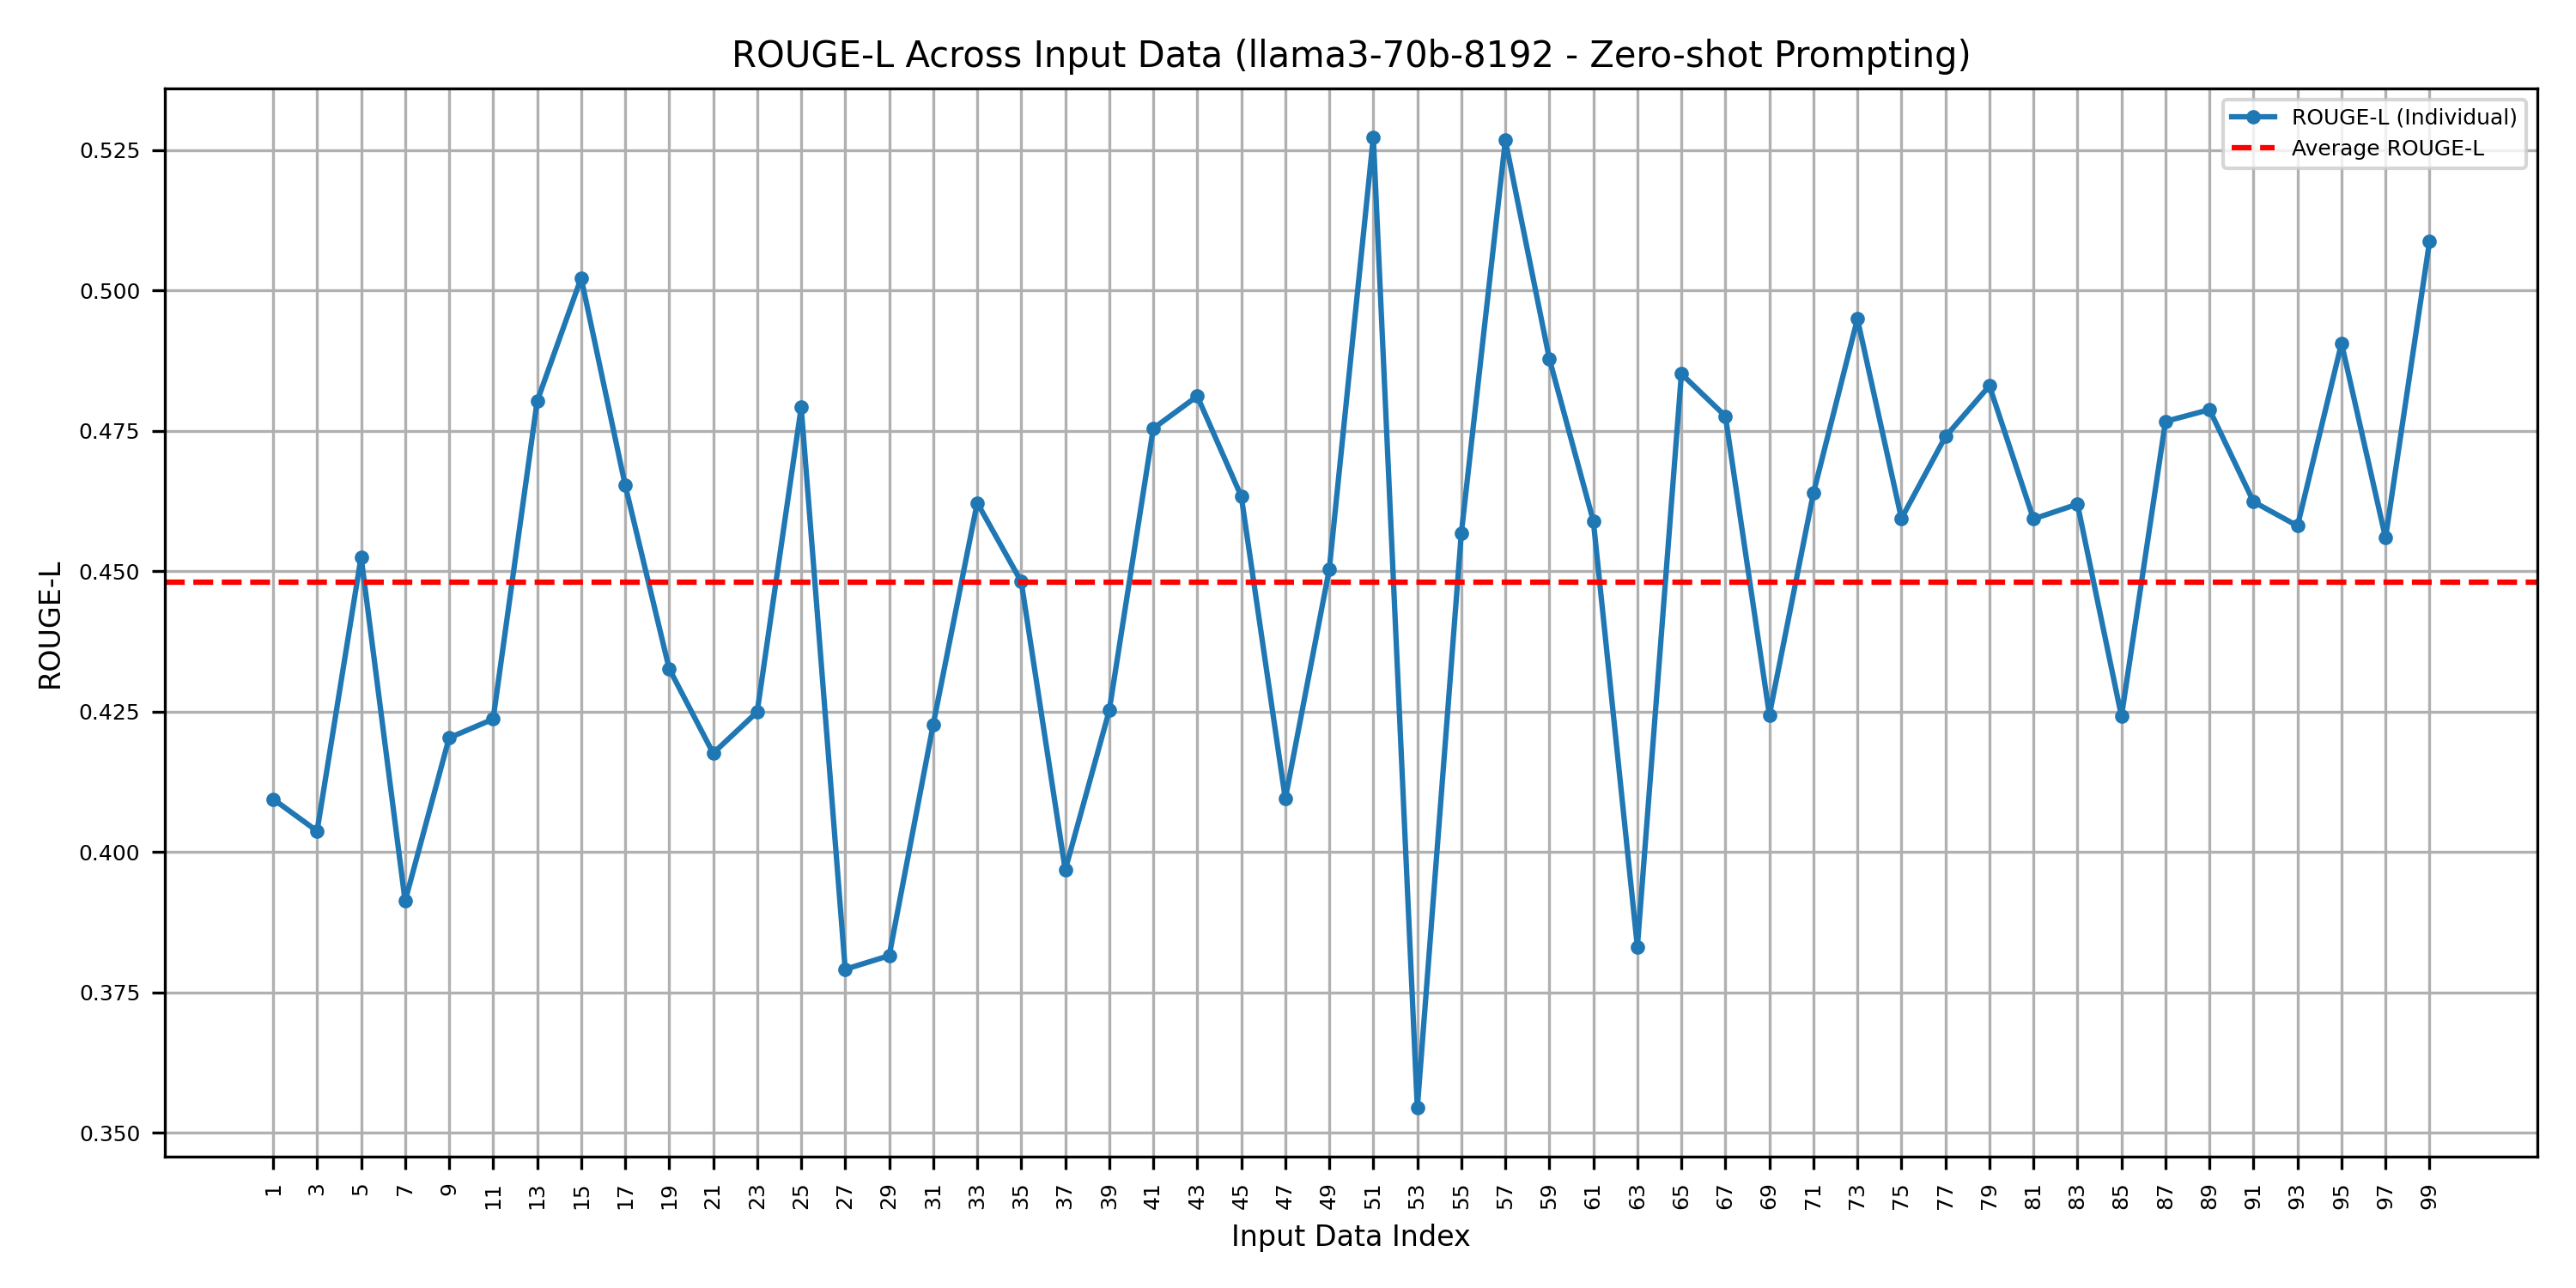 ROUGE-L Across Input Data (llama3-70b-8192 - Zero-shot Prompting)
ROUGE-L (Individual)
Average ROUGE-L
0.525
0.500
0.475
0.450
0.425
0.400
0.375
0.350
ROUGE-L
1 3 5 7 9 11 13 15 17 19 21 23 25 27 29 31 33 35 37 39 41 43 45 47 49 51 53 55 57 59 61 63 65 67 69 71 73 75 77 79 81 83 85 87 89 91 93 95 97 99
Input Data Index